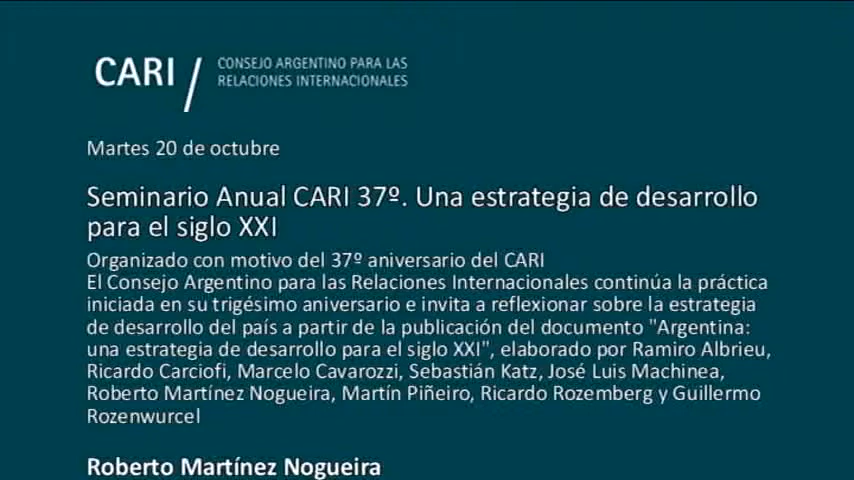 CARI / CONSEJO ARGENTINO PARA LAS
RELACIONES INTERNACIONALES
Martes 20 de octubre
Seminario Anual CARI 37º. Una estrategia de desarrollo
para el siglo XXI
Organizado con motivo del 37º aniversario del CARI
El Consejo Argentino para las Relaciones Internacionales continúa la práctica
iniciada en su trigésimo aniversario e invita a reflexionar sobre la estrategia
de desarrollo del país a partir de la publicación del documento "Argentina:
una estrategia de desarrollo para el siglo XXI", elaborado por Ramiro Albrieu,
Ricardo Carciofi, Marcelo Cavarozzi, Sebastián Katz, José Luis Machinea,
Roberto Martínez Nogueira, Martín Piñeiro, Ricardo Rozemberg y Guillermo
Rozenwurcel
Roberto Martínez Nogueira